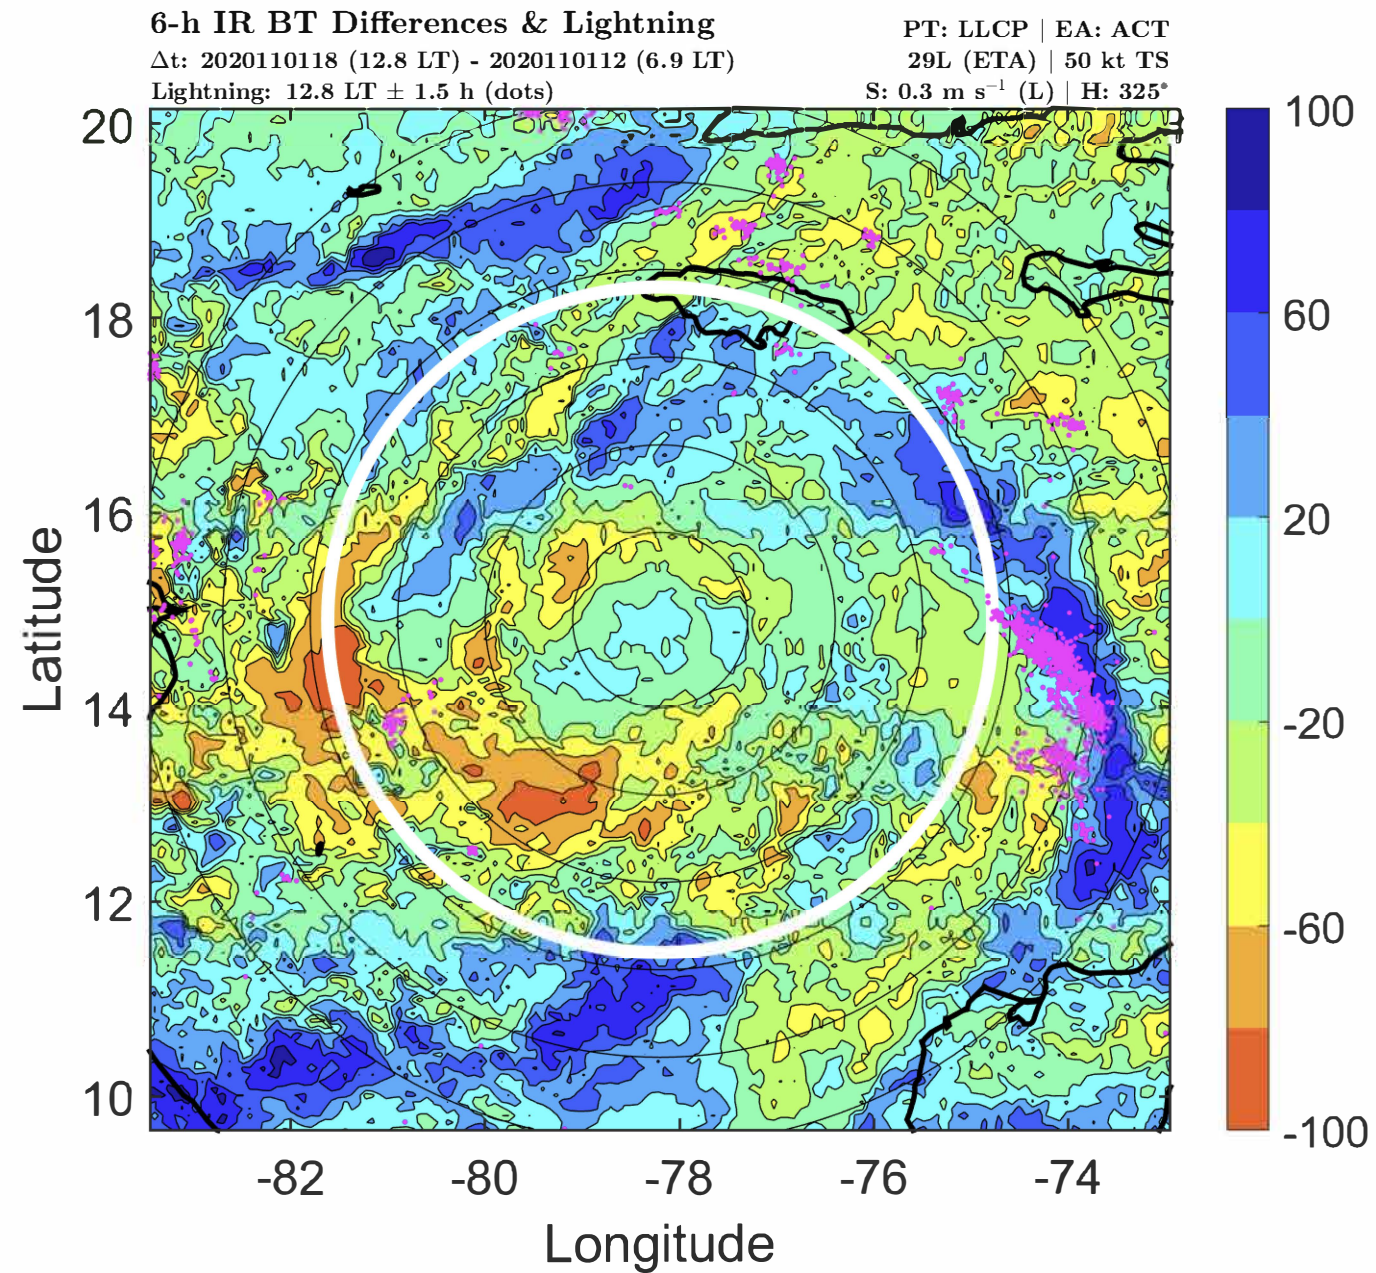 6-h IR BT Differences & Lightning
PT: LLCP | EA: ACT
Δt: 2020110118 (12.8 LT) - 2020110112 (6.9 LT)
29L (ETA) | 50 kt TS
Lightning: 12.8 LT ± 1.5 h (dots)
S: 0.3 m s⁻¹ (L) | H: 325°
20
18
16
14
12
10
Latitude
-82
-80
-78
-76
-74
Longitude
100
60
20
-20
-60
-100